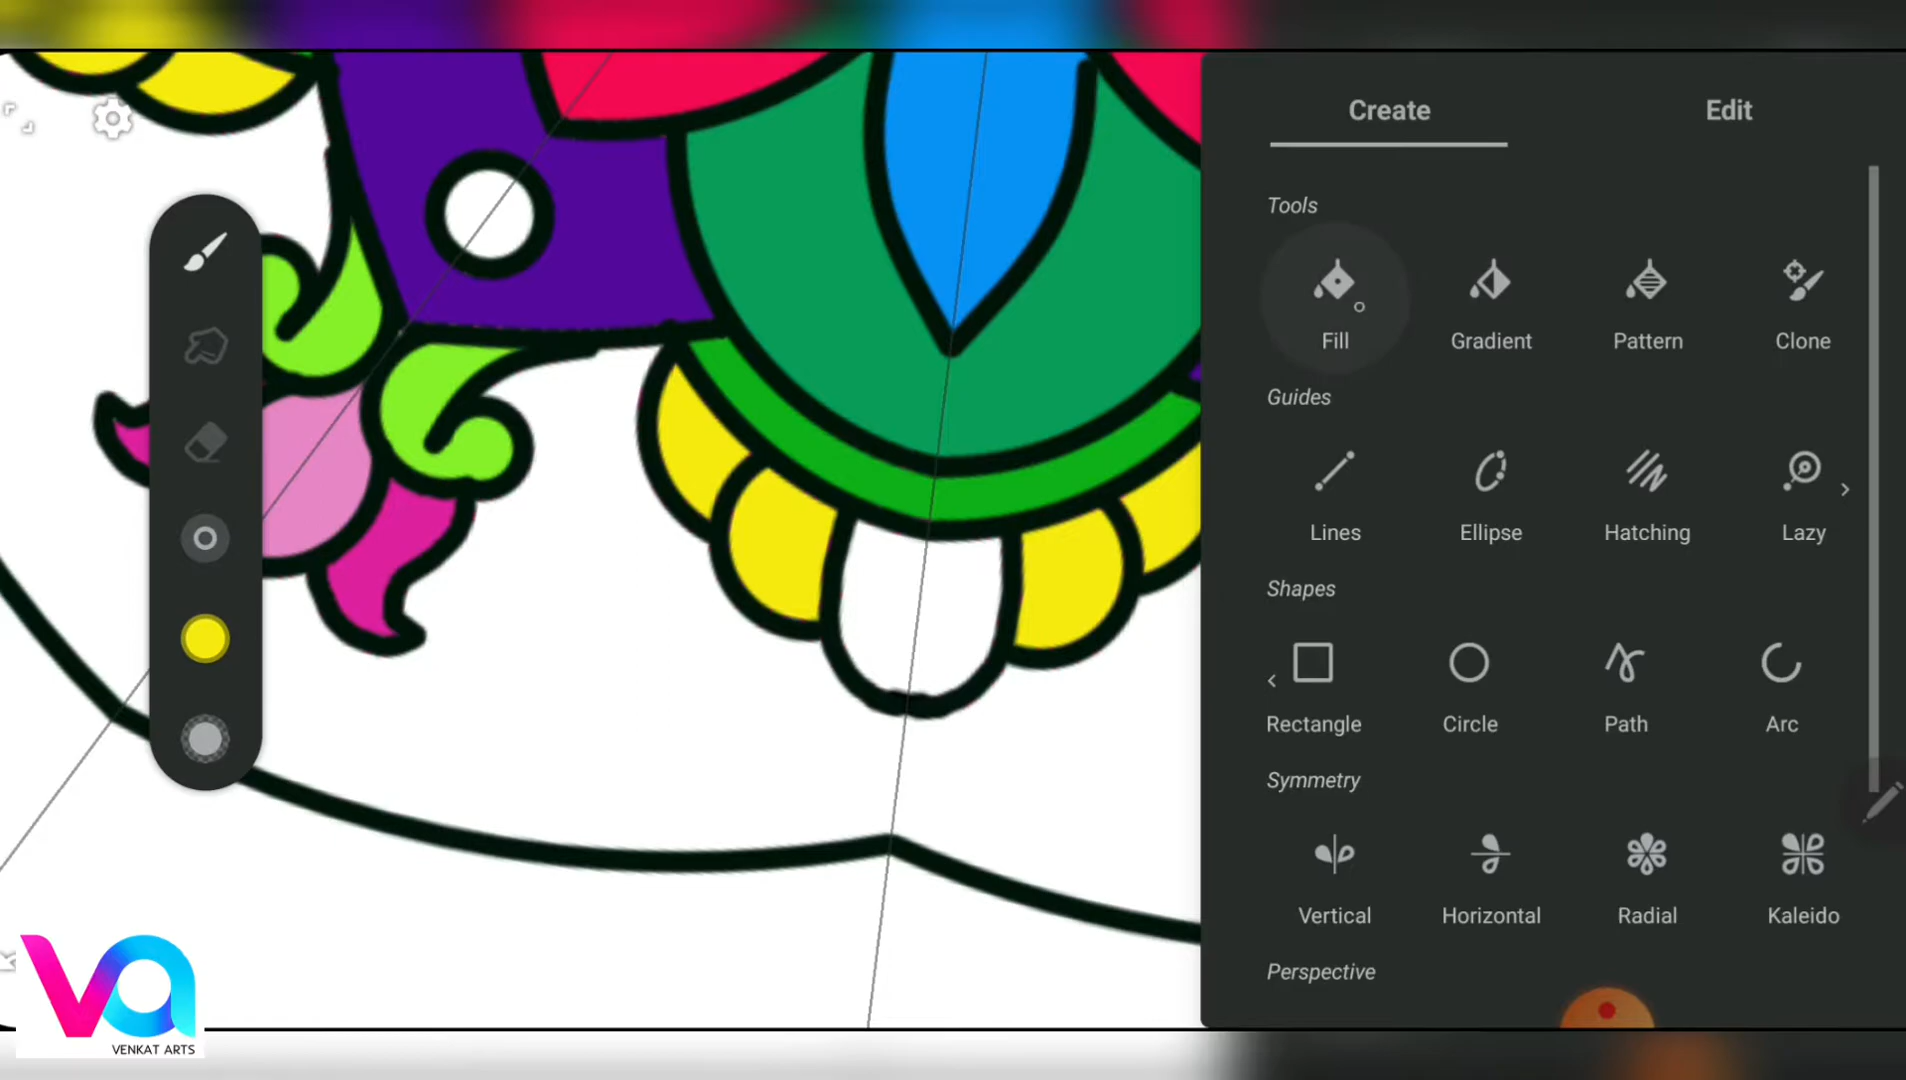 Create Edit
Tools
Fill Gradient Pattern Clone
Guides
Lines Ellipse Hatching Lazy
Shapes
Rectangle Circle Path Arc
Symmetry
Vertical Horizontal Radial Kaleido
Perspective
VENKAT ARTS